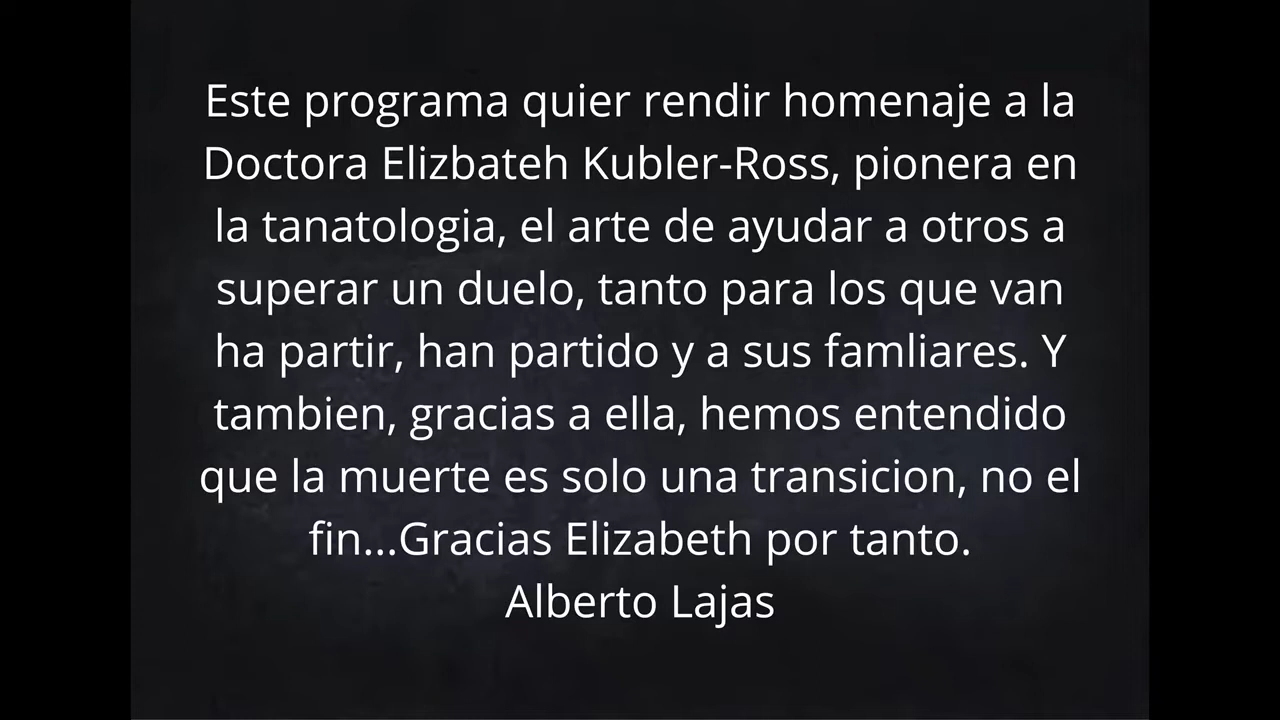 Este programa quier rendir homenaje a la
Doctora Elizbateh Kubler-Ross, pionera en
la tanatologia, el arte de ayudar a otros a
superar un duelo, tanto para los que van
ha partir, han partido y a sus famliares. Y
tambien, gracias a ella, hemos entendido
que la muerte es solo una transicion, no el
fin...Gracias Elizabeth por tanto.
Alberto Lajas